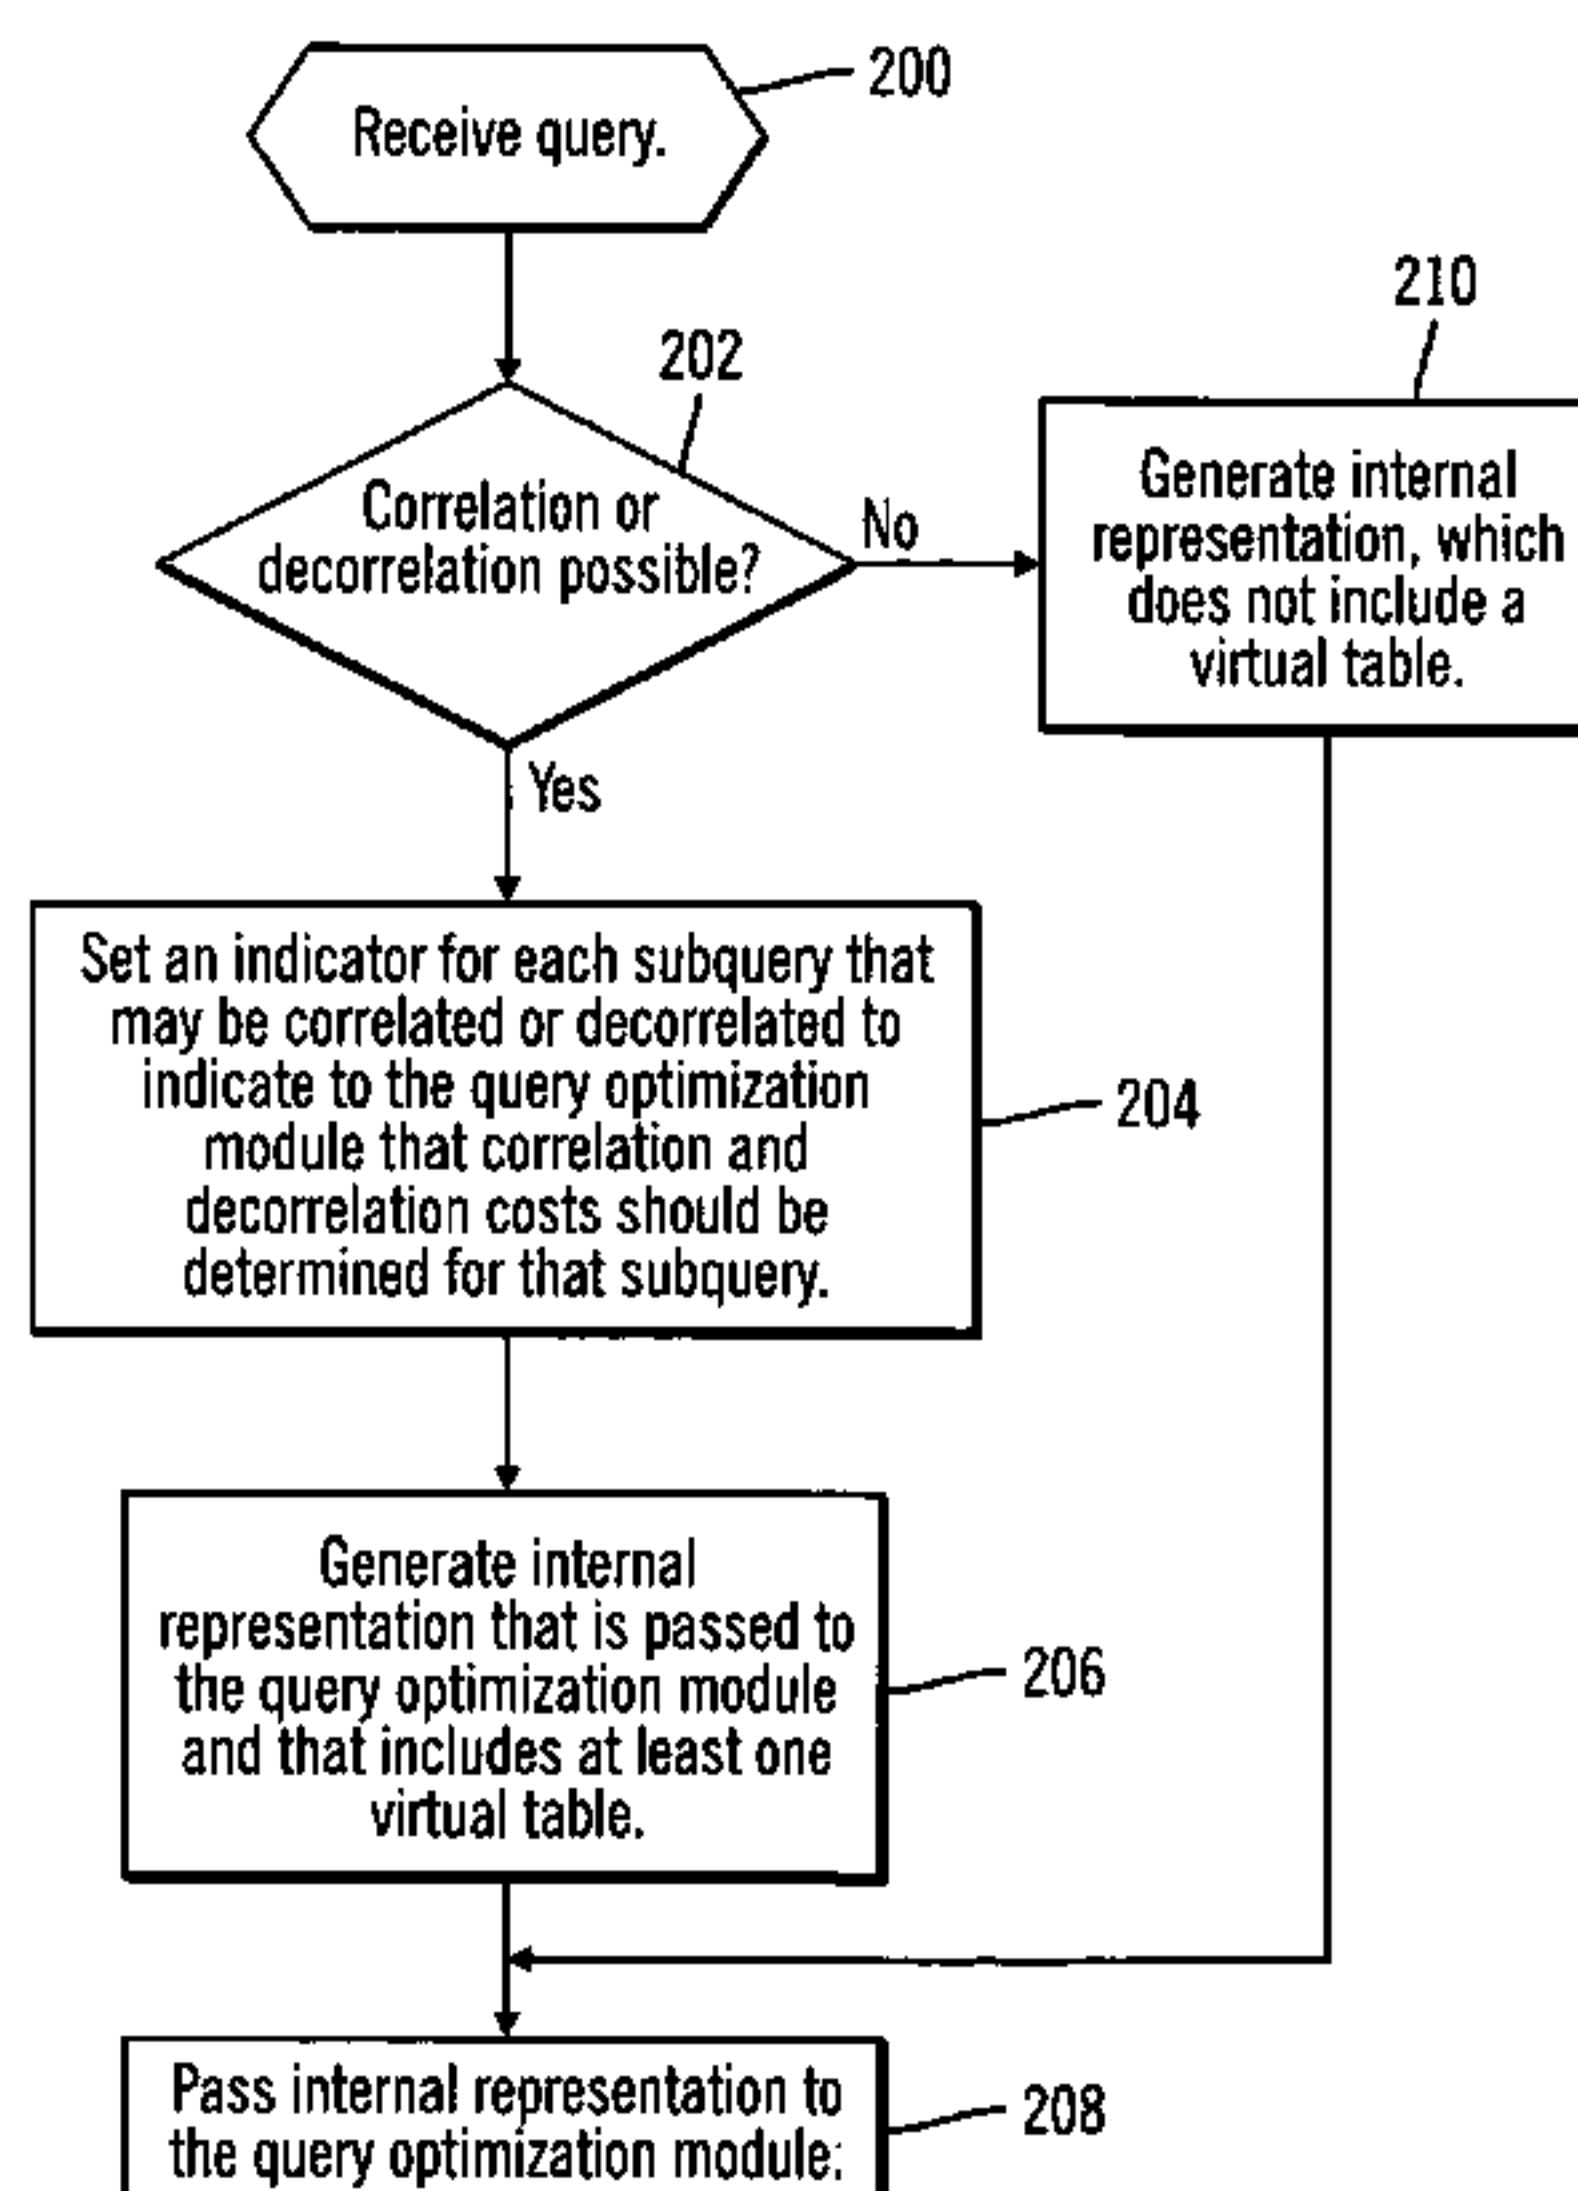 200
Receive query.
210
202
Correlation or
decorrelation possible?
No
Generate internal
representation, which
does not include a
virtual table.
Yes
Set an indicator for each subquery that
may be correlated or decorrelated to
indicate to the query optimization
module that correlation and
decorrelation costs should be
determined for that subquery.
204
Generate internal
representation that is passed to
the query optimization module
and that includes at least one
virtual table.
206
Pass internal representation to
the query optimization module.
208